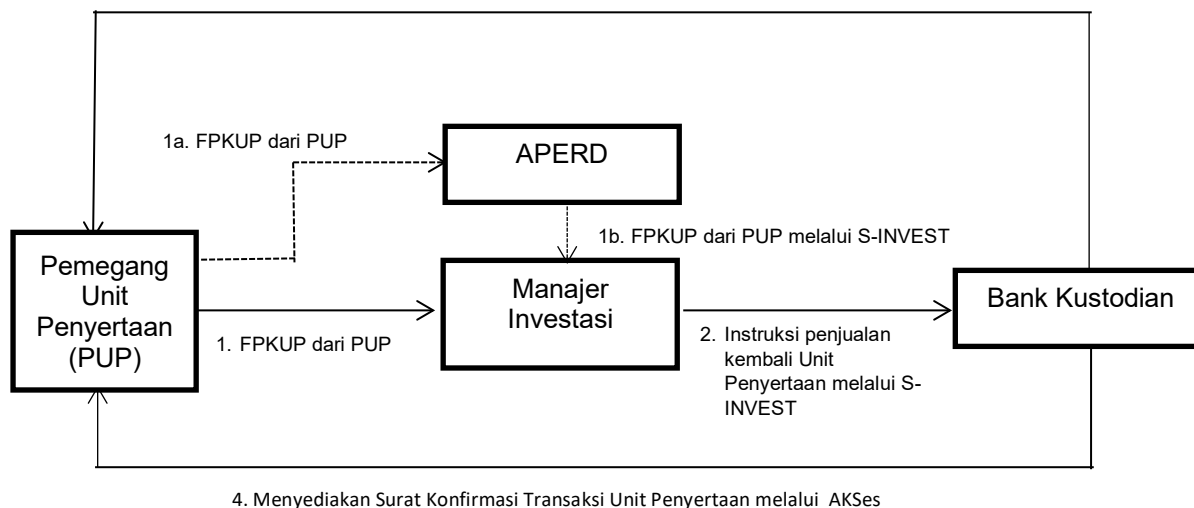 1a. FPKUP dari PUP
APERD
1b. FPKUP dari PUP melalui S-INVEST
Pemegang
Unit
Penyertaan
(PUP)
Manajer
Investasi
Bank Kustodian
1. FPKUP dari PUP
2. Instruksi penjualan
kembali Unit
Penyertaan melalui S-
INVEST
4. Menyediakan Surat Konfirmasi Transaksi Unit Penyertaan melalui AKSes